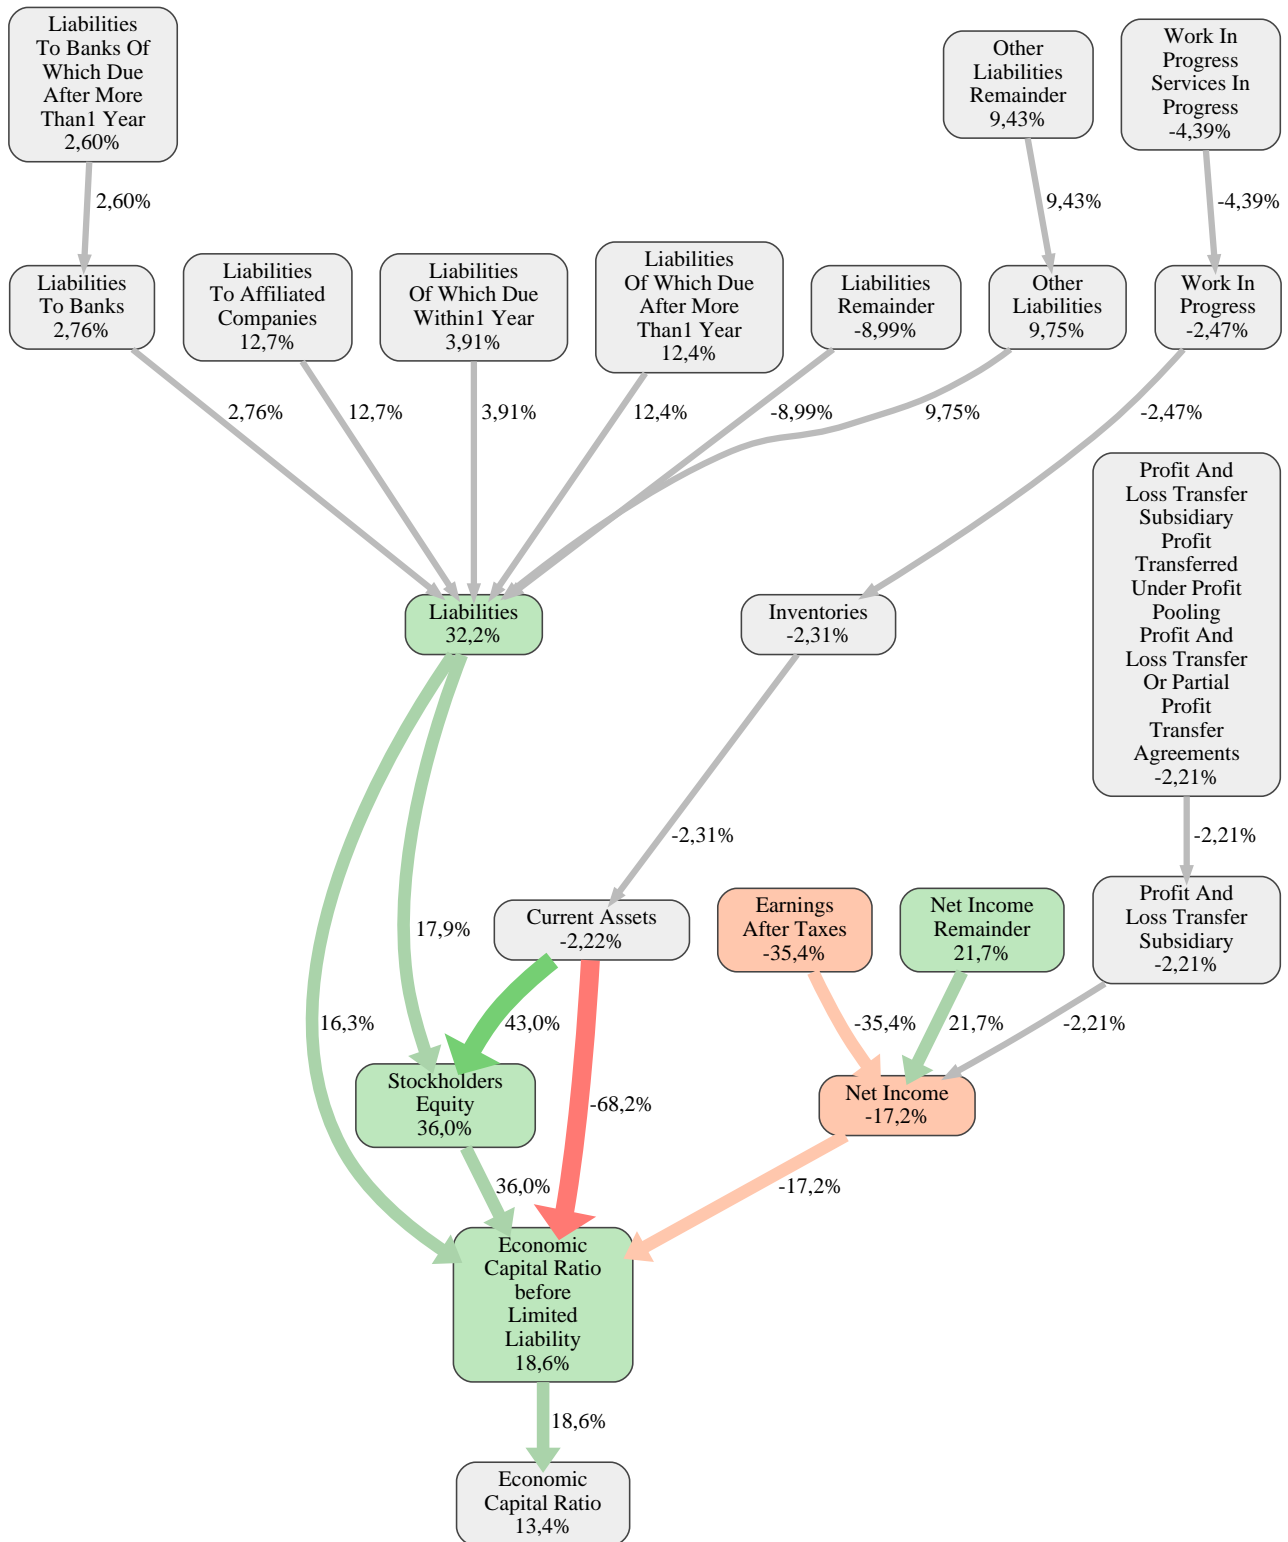 Liabilities
To Banks Of
Which Due
After More
Than1 Year
2,60%
Other
Liabilities
Remainder
9,43%
Work In
Progress
Services In
Progress
-4,39%
2,60%
9,43%
-4,39%
Liabilities
To Banks
2,76%
Liabilities
To Affiliated
Companies
12,7%
Liabilities
Of Which Due
Within1 Year
3,91%
Liabilities
Of Which Due
After More
Than1 Year
12,4%
Liabilities
Remainder
-8,99%
Other
Liabilities
9,75%
Work In
Progress
-2,47%
2,76%
12,7%
3,91%
12,4%
-8,99%
9,75%
-2,47%
Profit And
Loss Transfer
Subsidiary
Profit
Transferred
Under Profit
Pooling
Profit And
Loss Transfer
Or Partial
Profit
Transfer
Agreements
-2,21%
Liabilities
32,2%
Inventories
-2,31%
-2,31%
-2,21%
17,9%
Current Assets
-2,22%
Earnings
After Taxes
-35,4%
Net Income
Remainder
21,7%
Profit And
Loss Transfer
Subsidiary
-2,21%
16,3%
43,0%
-35,4%
21,7%
-2,21%
Stockholders
Equity
36,0%
-68,2%
Net Income
-17,2%
36,0%
-17,2%
Economic
Capital Ratio
before
Limited
Liability
18,6%
18,6%
Economic
Capital Ratio
13,4%